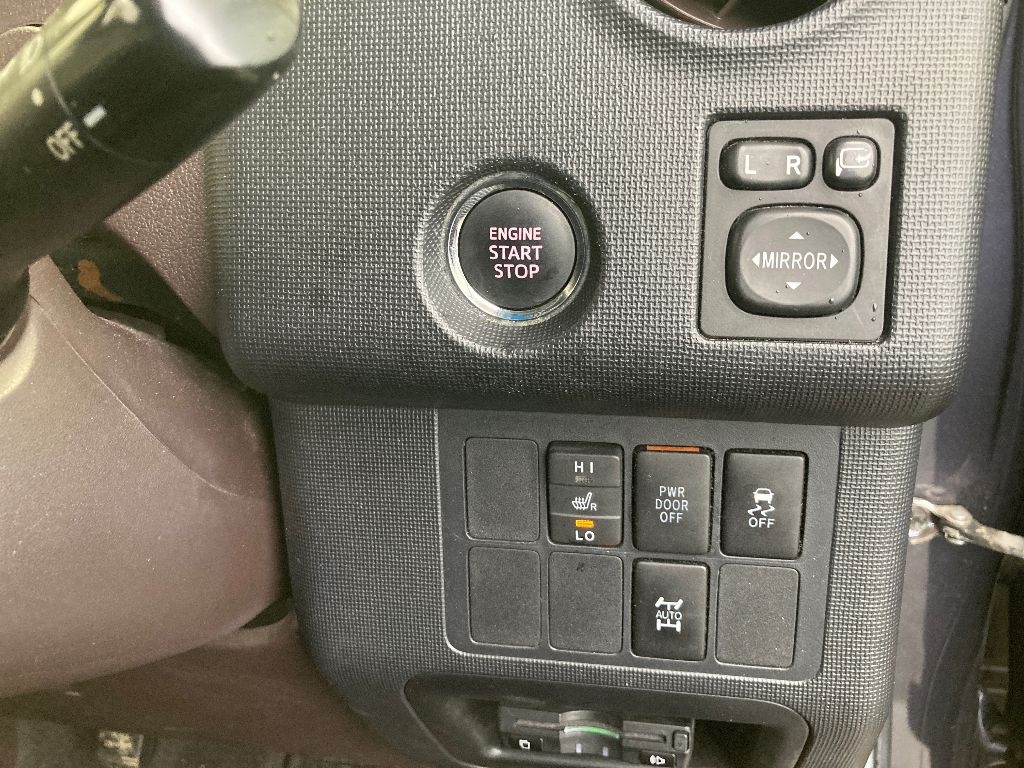 OFF
L R
ENGINE
START
STOP
MIRROR
HI
R
LO
PWR
DOOR
OFF
OFF
AUTO